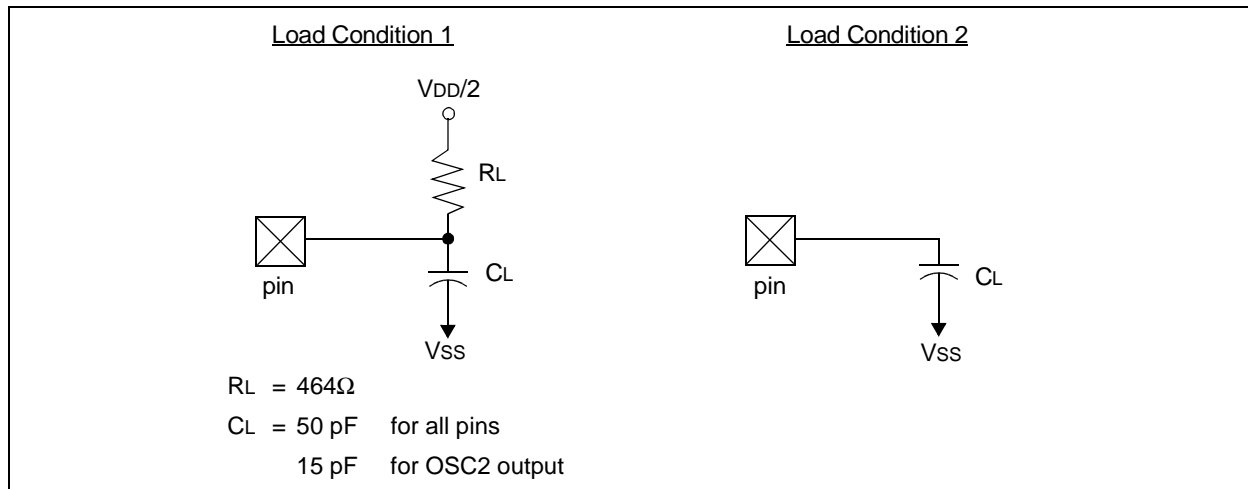 Load Condition 1
VDD/2
RL
pin
CL
VSS
RL = 464Ω
CL = 50 pF for all pins
15 pF for OSC2 output
Load Condition 2
pin
CL
VSS